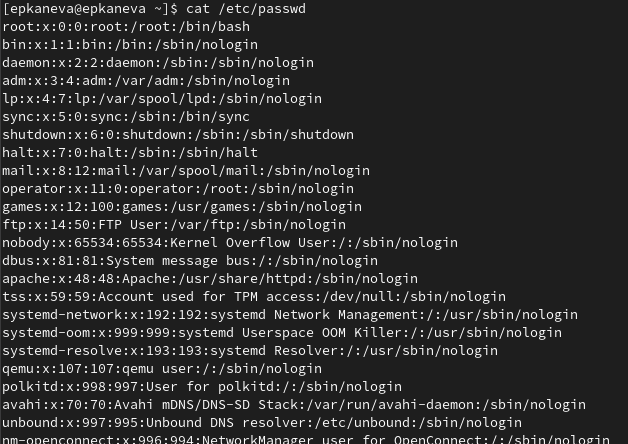 [epkaneva@epkaneva ~]$ cat /etc/passwd
root:x:0:0:root:/root:/bin/bash
bin:x:1:1:bin:/bin:/sbin/nologin
daemon:x:2:2:daemon:/sbin:/sbin/nologin
adm:x:3:4:adm:/var/adm:/sbin/nologin
lp:x:4:7:lp:/var/spool/lpd:/sbin/nologin
sync:x:5:0:sync:/sbin:/bin/sync
shutdown:x:6:0:shutdown:/sbin:/sbin/shutdown
halt:x:7:0:halt:/sbin:/sbin/halt
mail:x:8:12:mail:/var/spool/mail:/sbin/nologin
operator:x:11:0:operator:/root:/sbin/nologin
games:x:12:100:games:/usr/games:/sbin/nologin
ftp:x:14:50:FTP User:/var/ftp:/sbin/nologin
nobody:x:65534:65534:Kernel Overflow User:/:/sbin/nologin
dbus:x:81:81:System message bus:/:/sbin/nologin
apache:x:48:48:Apache:/usr/share/httpd:/sbin/nologin
tss:x:59:59:Account used for TPM access:/dev/null:/sbin/nologin
systemd-network:x:192:192:systemd Network Management:/:/usr/sbin/nologin
systemd-oom:x:999:999:systemd Userspace OOM Killer:/:/usr/sbin/nologin
systemd-resolve:x:193:193:systemd Resolver:/:/usr/sbin/nologin
qemu:x:107:107:qemu user:/:/sbin/nologin
polkitd:x:998:997:User for polkitd:/:/sbin/nologin
avahi:x:70:70:Avahi mDNS/DNS-SD Stack:/var/run/avahi-daemon:/sbin/nologin
unbound:x:997:995:Unbound DNS resolver:/etc/unbound:/sbin/nologin
nm-openconnect:x:996:994:NetworkManager user for OpenConnect:/:/sbin/nologin